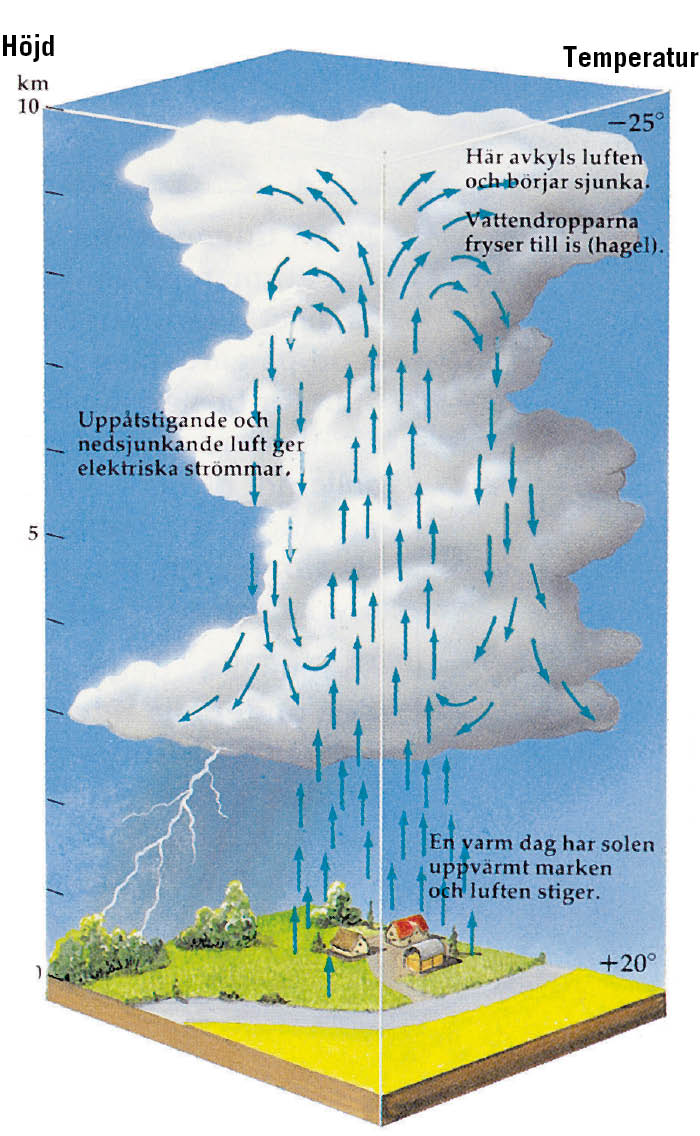 Höjd
Temperatur
km
10
−25°
Här avkyls luften
och börjar sjunka.
Vattendropparna
fryser till is (hagel).
Uppåtstigande och
nedsjunkande luft ger
elektriska strömmar.
5
En varm dag har solen
uppvärmt marken
och luften stiger.
+20°